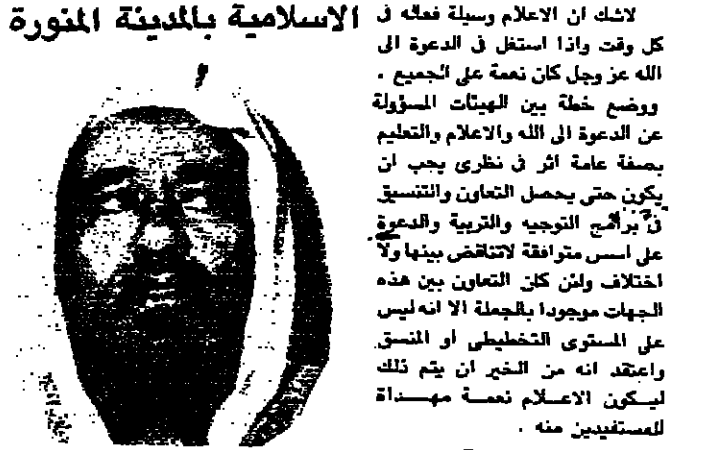 الاسلامية بالمدينة المنورة
لاشك ان الاعلام وسيلة فعاله فى
كل وقت واذا استغل فى الدعوة الى
الله عز وجل كان نعمة على الجميع .
ووضع خطة بين الهيئات المسؤولة
عن الدعوة الى الله والاعلام والتعليم
بصفة عامة اثر فى نظرى يجب ان
يكون حتى يحصل التعاون والتنسيق
فى برامج التوجيه والتربية والدعوة
على اسس متوافقة لاتناقض بينها ولا
اختلاف ولئن كان التعاون بين هذه
الجهات موجودا بالجملة الا انه ليس
على المستوى التخطيطى او المنسق
واعتقد انه من الخير ان يتم ذلك
ليكون الاعلام نعمة مهداة
للمستفيدين منه .